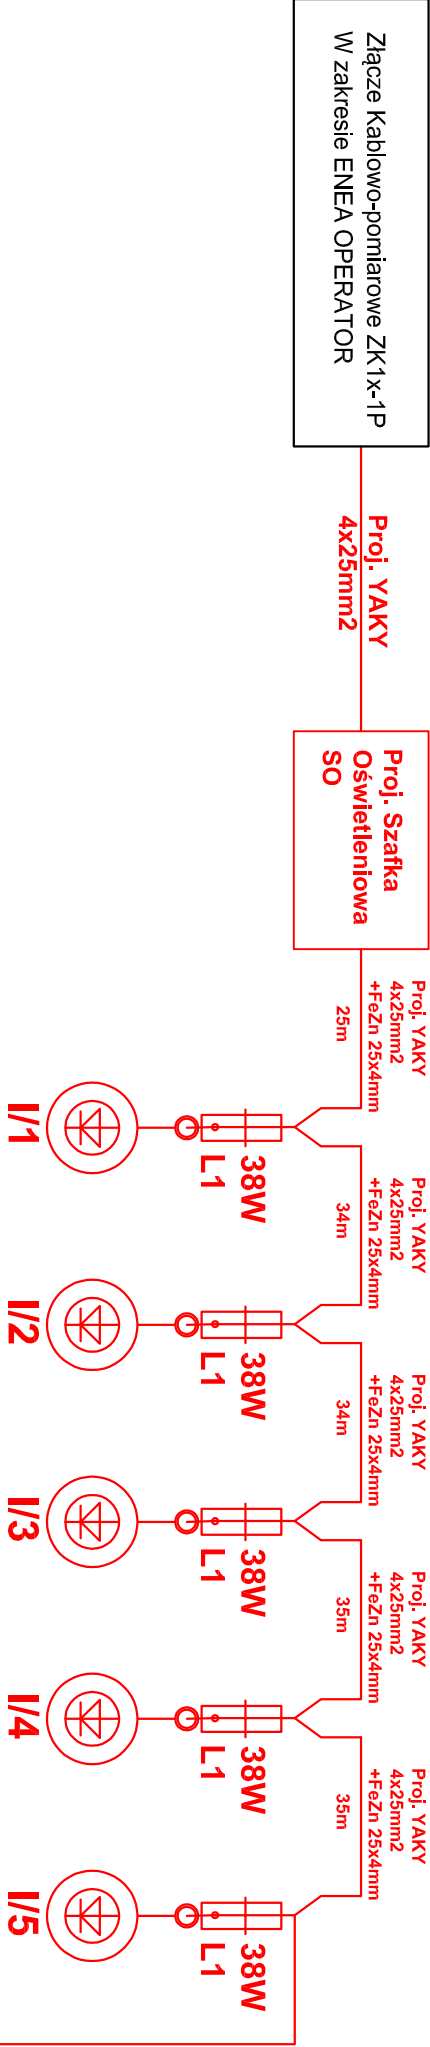 Złącze Kablowo-pomiarowe ZK1x-1P
W zakresie ENEA OPERATOR
Proj. YAKY
4x25mm2
Proj. Szafka
Oświetleniowa
SO
Proj. YAKY
4x25mm2
+FeZn 25x4mm
25m
38W
L1
I/1
Proj. YAKY
4x25mm2
+FeZn 25x4mm
34m
38W
L1
I/2
Proj. YAKY
4x25mm2
+FeZn 25x4mm
34m
38W
L1
I/3
Proj. YAKY
4x25mm2
+FeZn 25x4mm
35m
38W
L1
I/4
Proj. YAKY
4x25mm2
+FeZn 25x4mm
35m
38W
L1
I/5